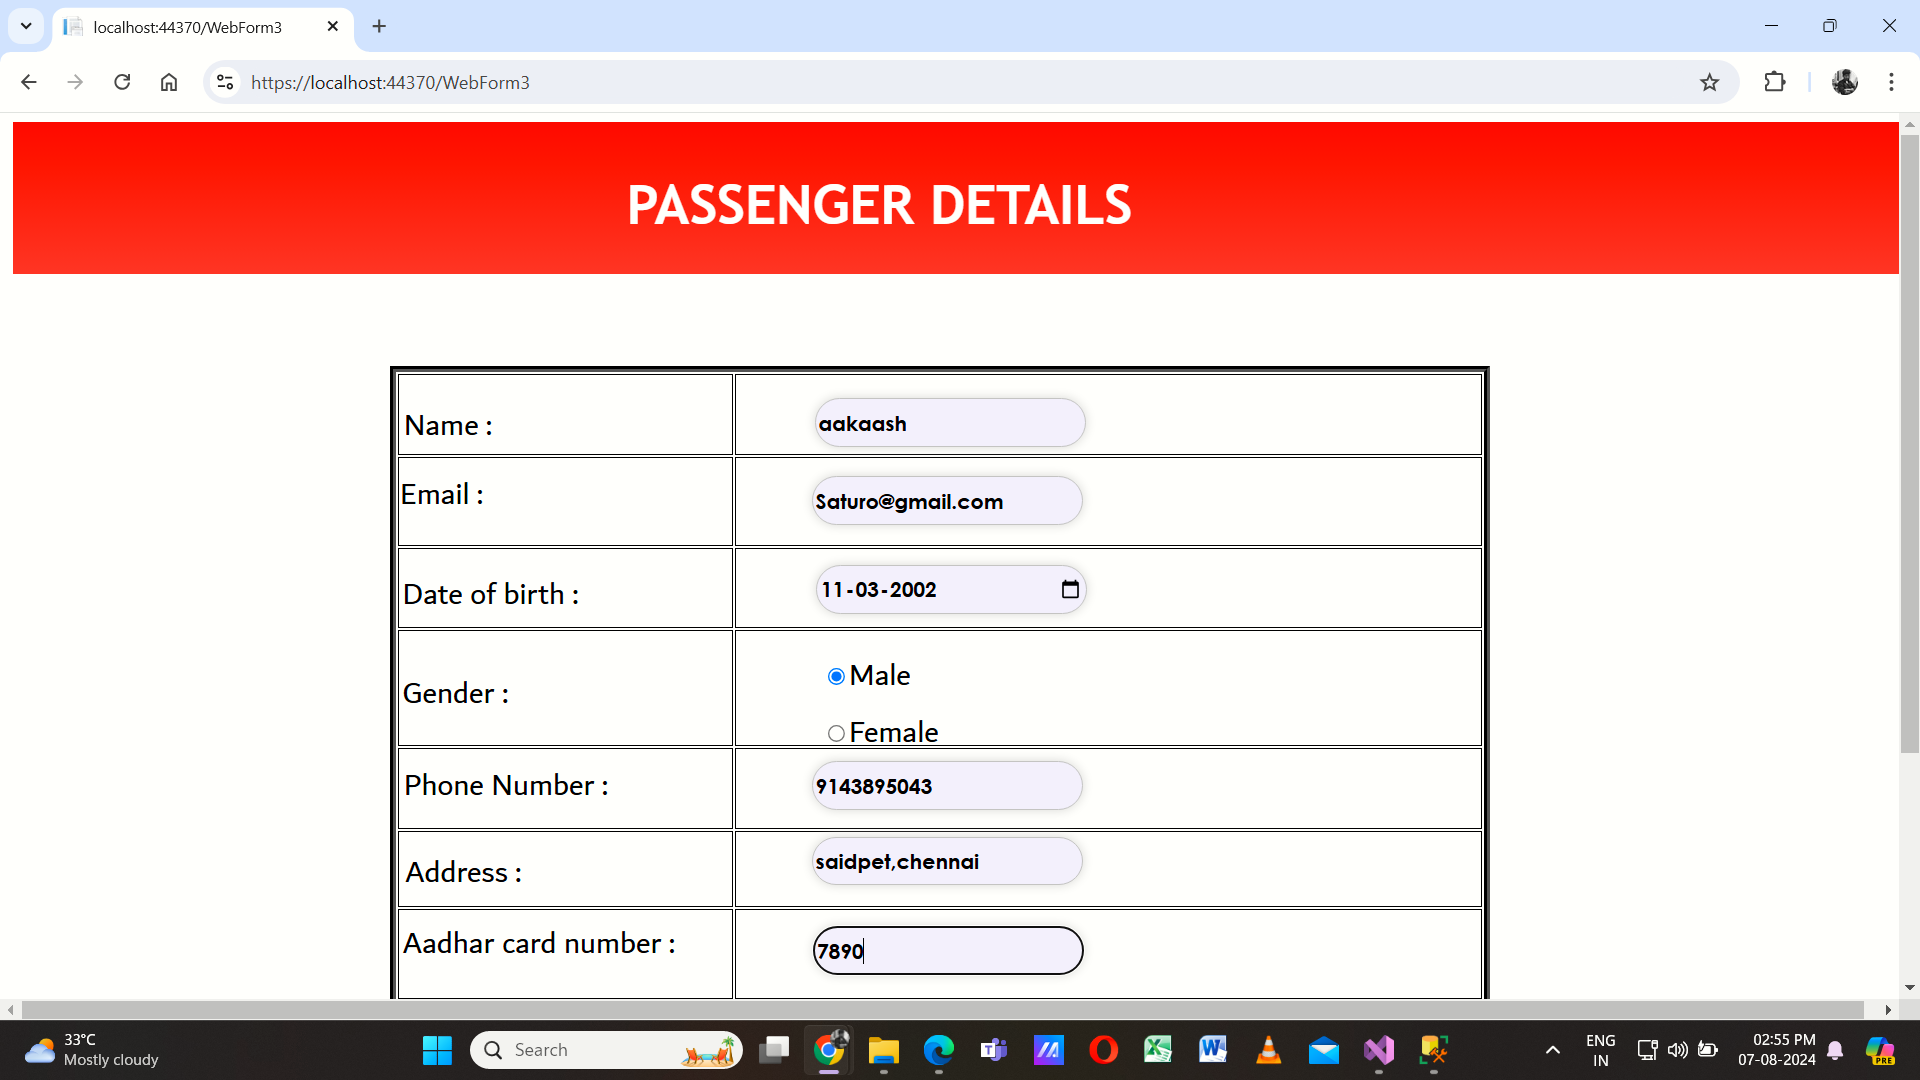 localhost:44370/WebForm3
https://localhost:44370/WebForm3
PASSENGER DETAILS
Name :
aakaash
Email :
Saturo@gmail.com
Date of birth :
11-03-2002
Gender :
Male
Female
Phone Number :
9143895043
Address :
saidpet,chennai
Aadhar card number :
7890
33°C
Mostly cloudy
Search
ENG
IN
02:55 PM
07-08-2024
PRE